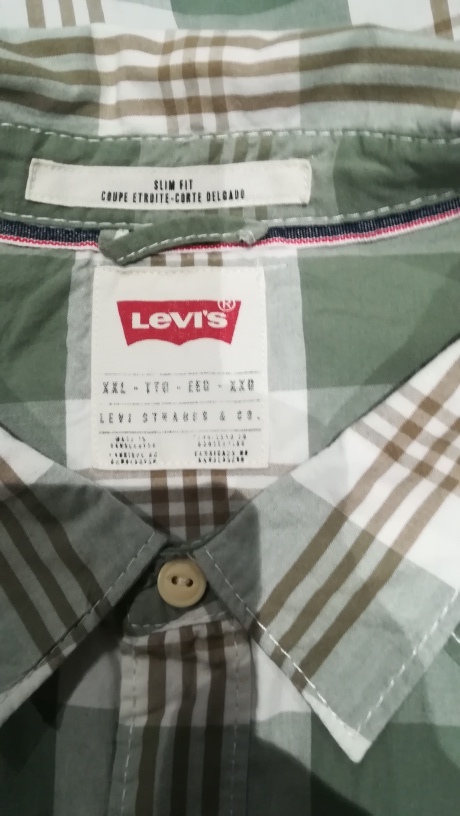 SLIM FIT
COUPE ETROITE-CORTE DELGADO
LEVI'S®
XXL - TTG - EEG - XXG
LEVI STRAUSS & CO.